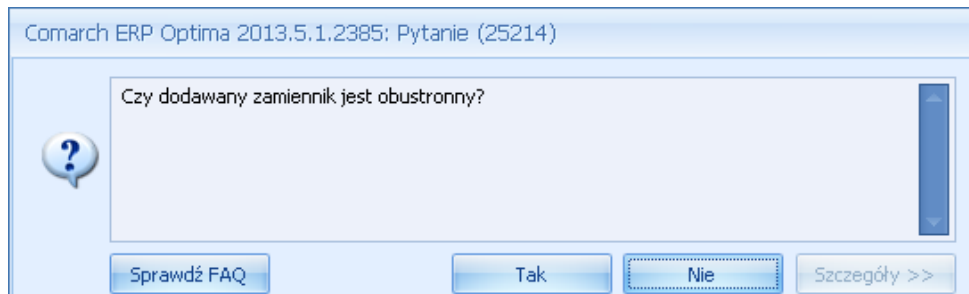 Comarch ERP Optima 2013.5.1.2385: Pytanie (25214)
Czy dodawany zamiennik jest obustronny?
Sprawdź FAQ Tak Nie Szczegóły >>